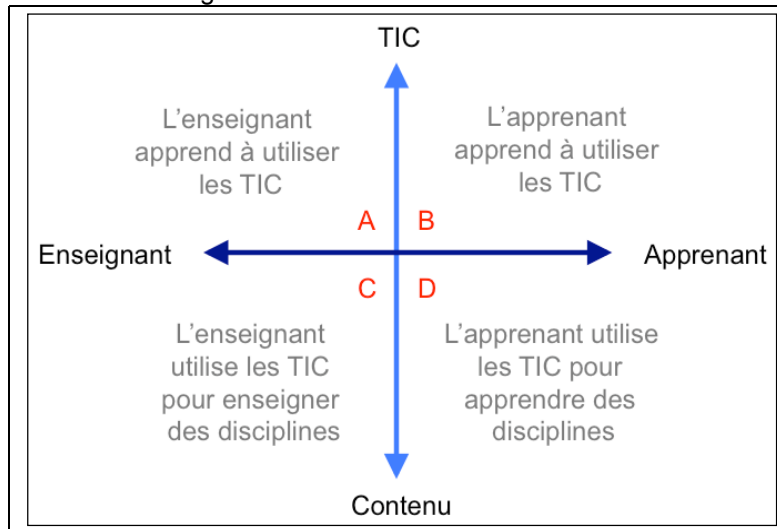 TIC
L'enseignant
apprend à utiliser
les TIC
L'apprenant
apprend à utiliser
les TIC
A
B
Enseignant
Apprenant
C
D
L'enseignant
utilise les TIC
pour enseigner
des disciplines
L'apprenant utilise
les TIC pour
apprendre des
disciplines
Contenu